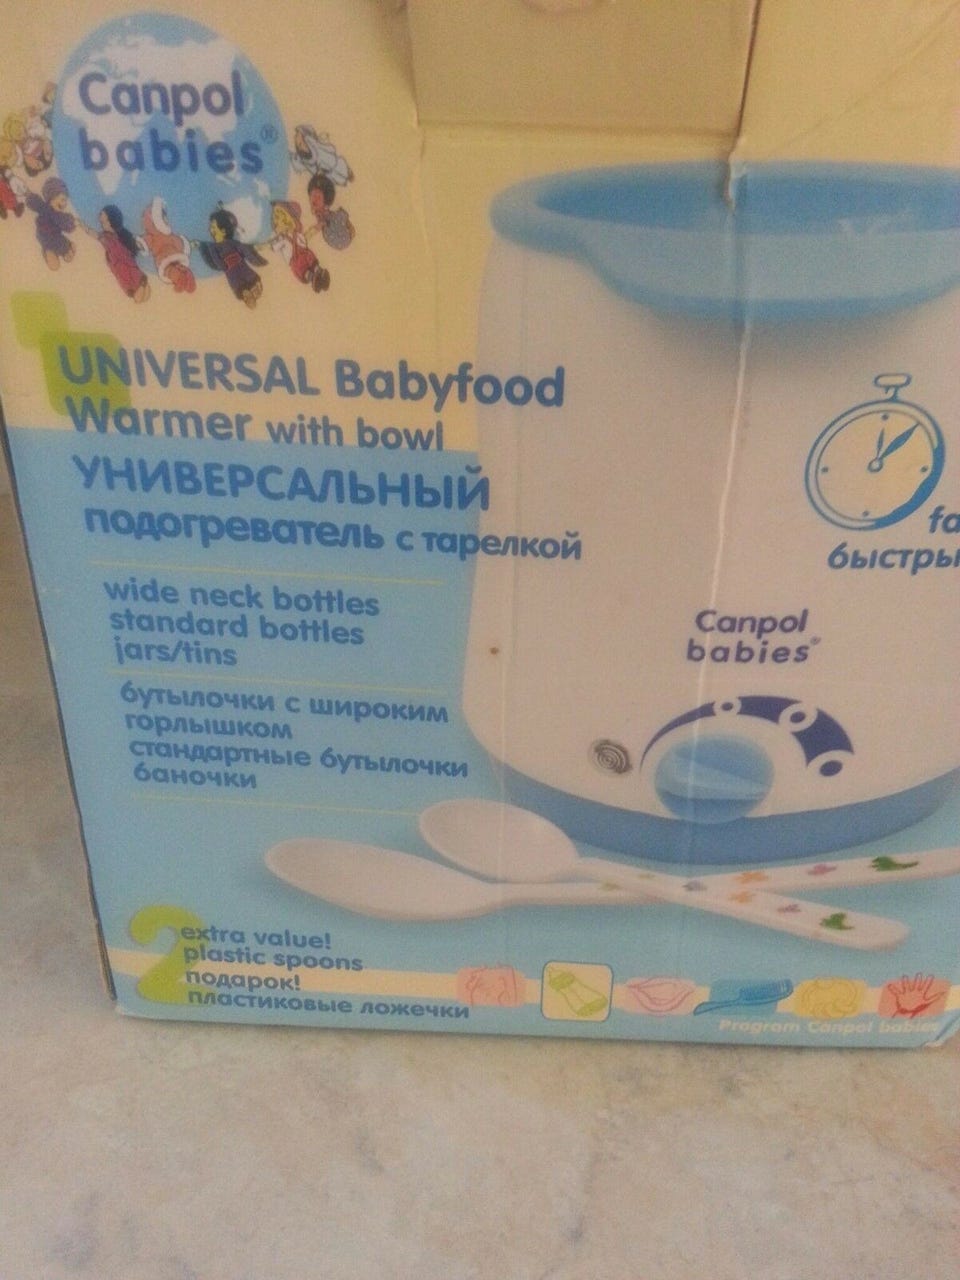 Canpol
babies®
UNIVERSAL Babyfood
Warmer with bowl
УНИВЕРСАЛЬНЫЙ
подогреватель с тарелкой
wide neck bottles
standard bottles
jars/tins
бутылочки с широким
горлышком
стандартные бутылочки
баночки
fa
быстры
Canpol
babies®
2 extra value!
plastic spoons
подарок!
пластиковые ложечки
Program Canpol babies